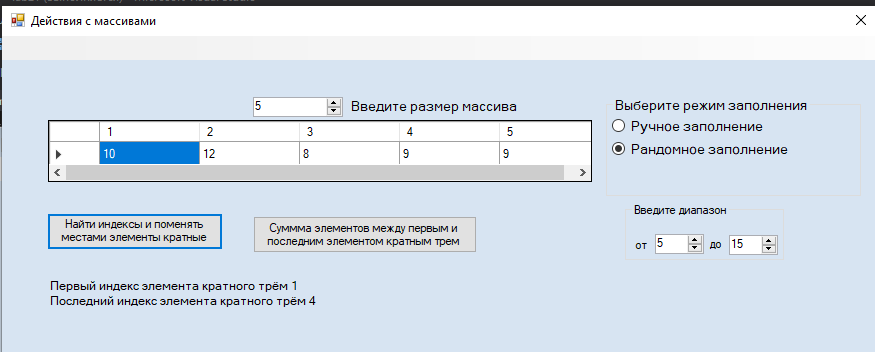 Действия с массивами
5 Введите размер массива
Выберите режим заполнения
Ручное заполнение
Рандомное заполнение
1 2 3 4 5
10 12 8 9 9
Найти индексы и поменять
местами элементы кратные
Суммма элементов между первым и
последним элементом кратным трем
Введите диапазон
от 5 до 15
Первый индекс элемента кратного трём 1
Последний индекс элемента кратного трём 4